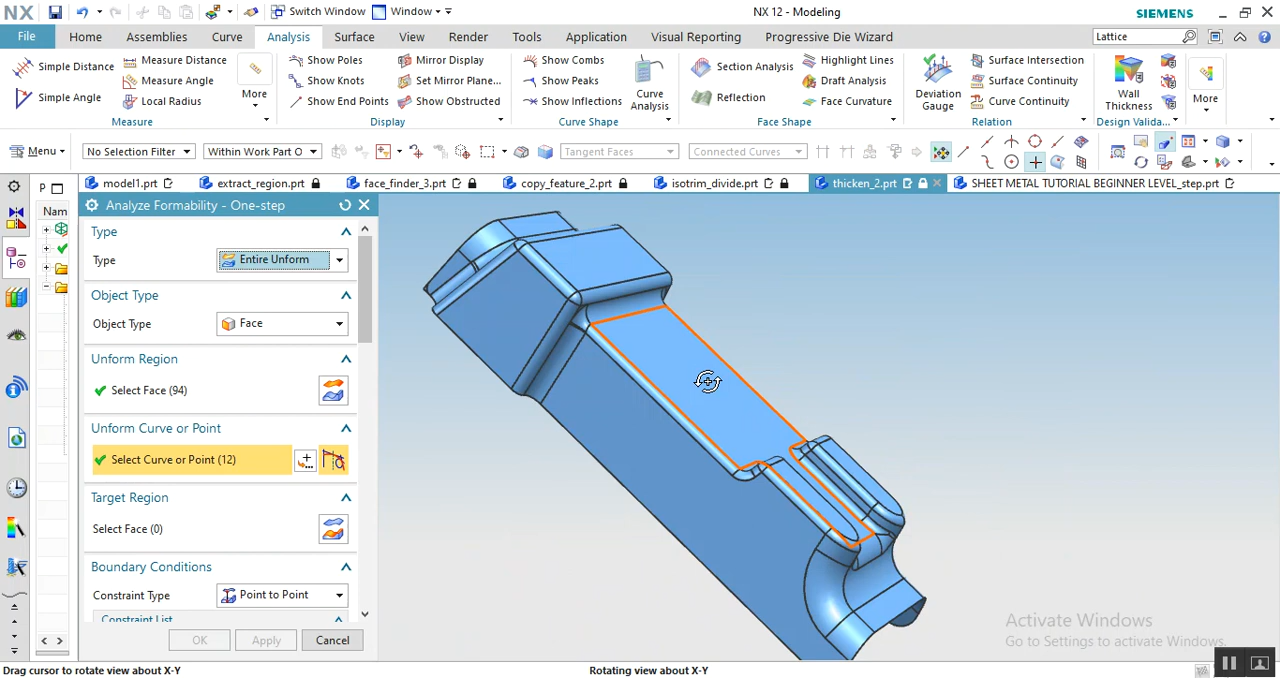 NX
Switch Window
Window
NX 12 - Modeling
SIEMENS
File
Home
Assemblies
Curve
Analysis
Surface
View
Render
Tools
Application
Visual Reporting
Progressive Die Wizard
Lattice
Simple Distance
Measure Distance
Show Poles
Mirror Display
Show Combs
Section Analysis
Highlight Lines
Surface Intersection
Measure Angle
Show Knots
Set Mirror Plane...
Show Peaks
Draft Analysis
Surface Continuity
Simple Angle
Local Radius
More
Show End Points
Show Obstructed
Show Inflections
Curve
Analysis
Reflection
Face Curvature
Deviation
Gauge
Curve Continuity
Wall
Thickness
More
Measure
Display
Curve Shape
Face Shape
Relation
Design Valida...
Menu
No Selection Filter
Within Work Part O
Tangent Faces
Connected Curves
model1.prt
extract_region.prt
face_finder_3.prt
copy_feature_2.prt
isotrim_divide.prt
thicken_2.prt
SHEET METAL TUTORIAL BEGINNER LEVEL_step.prt
P
Nam
Analyze Formability - One-step
Type
Type
Entire Unform
Object Type
Object Type
Face
Unform Region
Select Face (94)
Unform Curve or Point
Select Curve or Point (12)
Target Region
Select Face (0)
Boundary Conditions
Constraint Type
Point to Point
Constraint List
OK
Apply
Cancel
Activate Windows
Go to Settings to activate Windows.
Drag cursor to rotate view about X-Y
Rotating view about X-Y